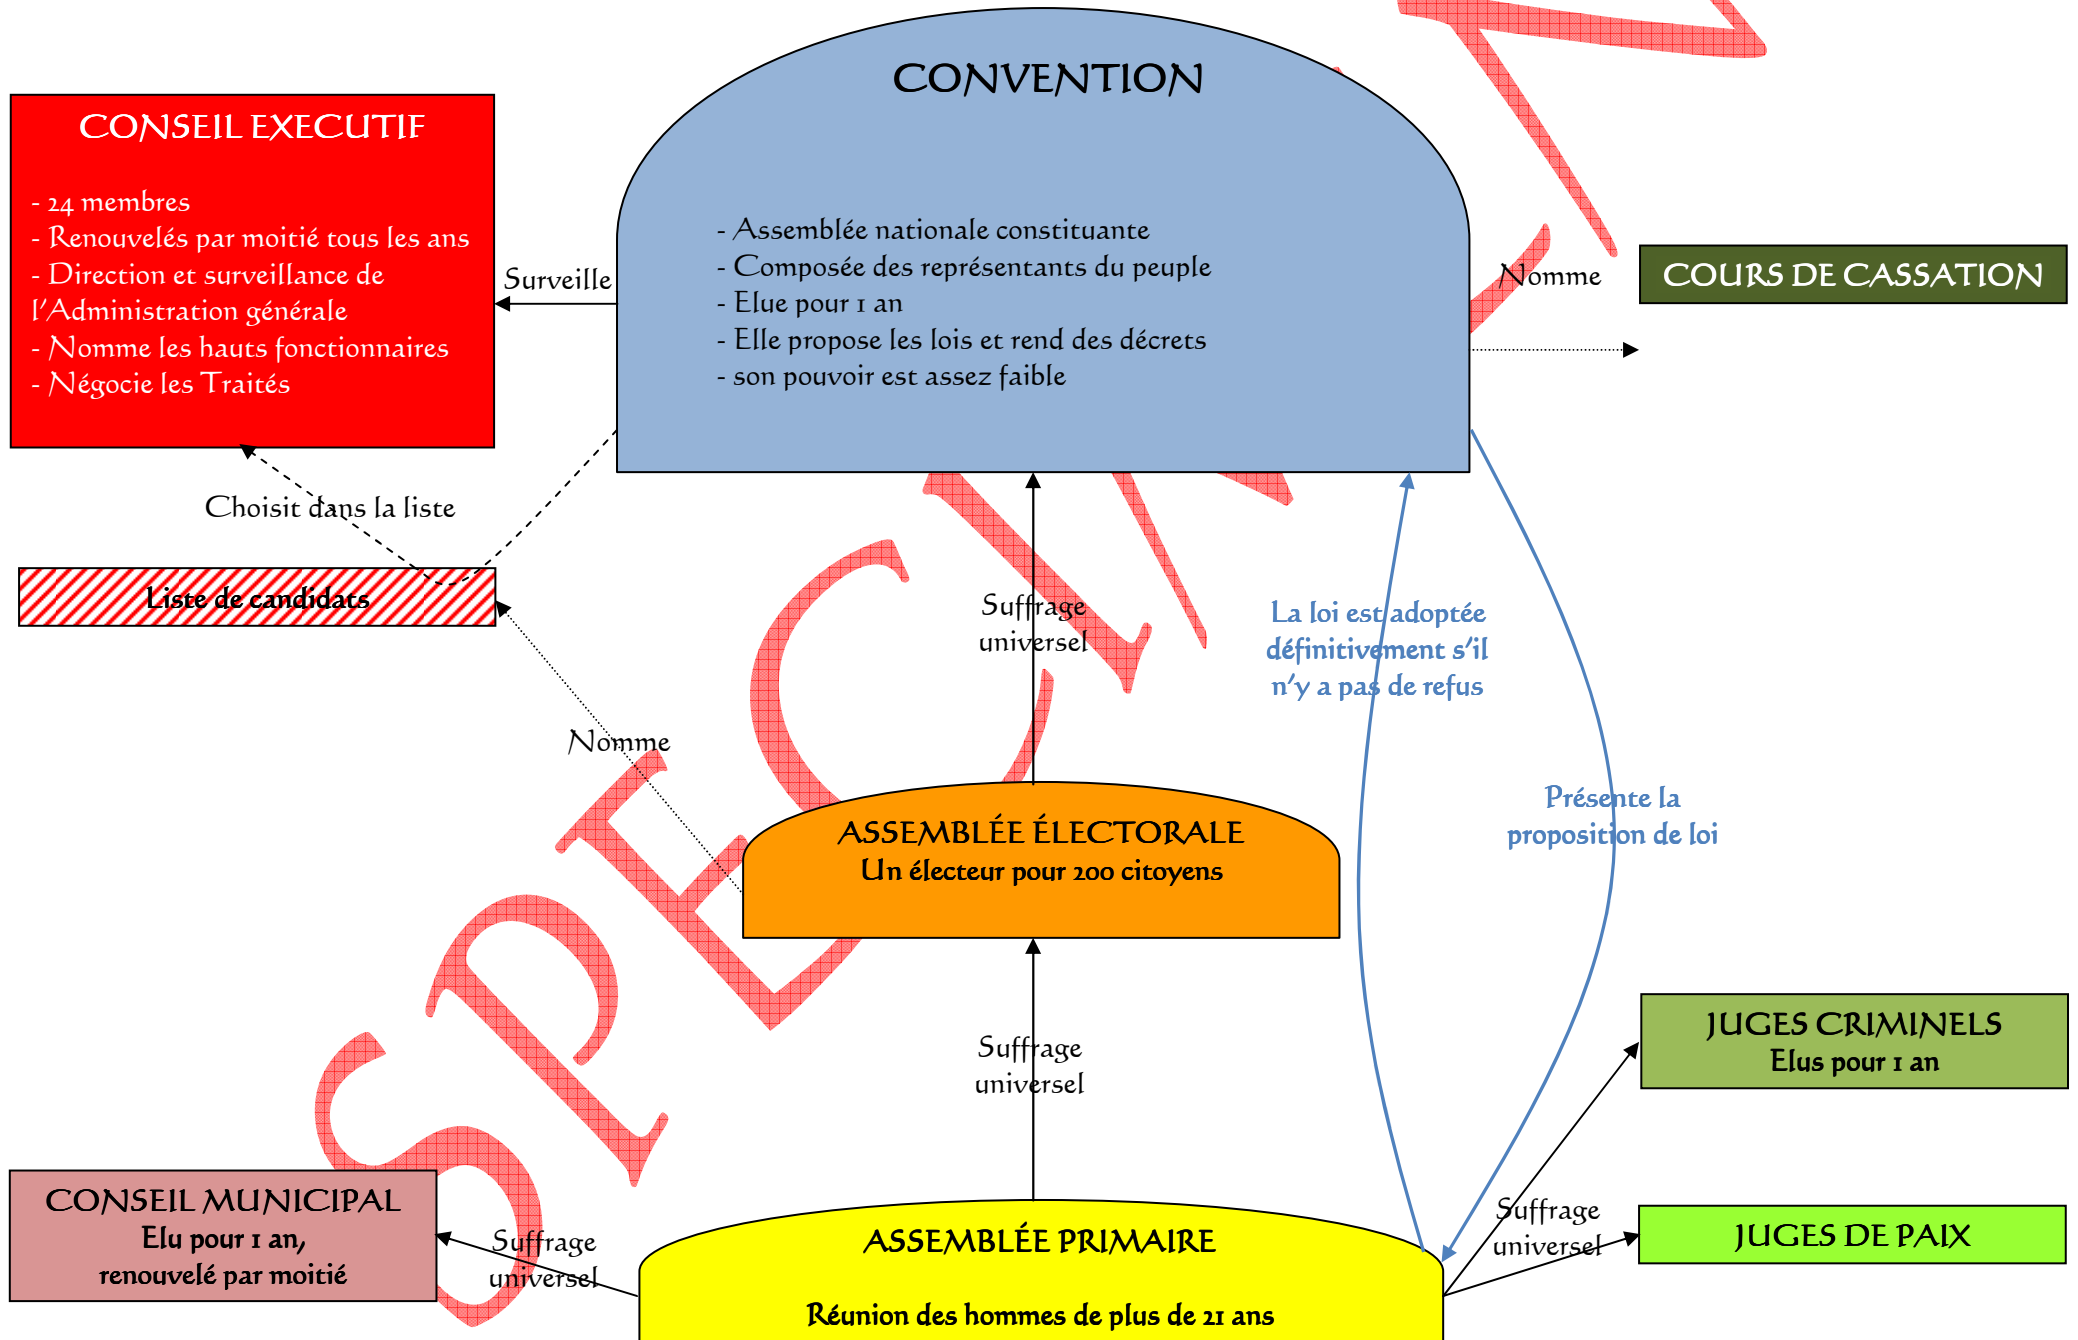 CONVENTION
- Assemblée nationale constituante
- Composée des représentants du peuple
- Elue pour 1 an
- Elle propose les lois et rend des décrets
- son pouvoir est assez faible
CONSEIL EXECUTIF
- 24 membres
- Renouvelés par moitié tous les ans
- Direction et surveillance de
l'Administration générale
- Nomme les hauts fonctionnaires
- Négocie les Traités
Surveille
Nomme
COURS DE CASSATION
Choisit dans la liste
Liste de candidats
Suffrage
universel
La loi est adoptée
définitivement s'il
n'y a pas de refus
Nomme
Présente la
proposition de loi
ASSEMBLÉE ÉLECTORALE
Un électeur pour 200 citoyens
Suffrage
universel
JUGES CRIMINELS
Elus pour 1 an
CONSEIL MUNICIPAL
Elu pour 1 an,
renouvelé par moitié
Suffrage
universel
ASSEMBLÉE PRIMAIRE
Réunion des hommes de plus de 21 ans
Suffrage
universel
JUGES DE PAIX